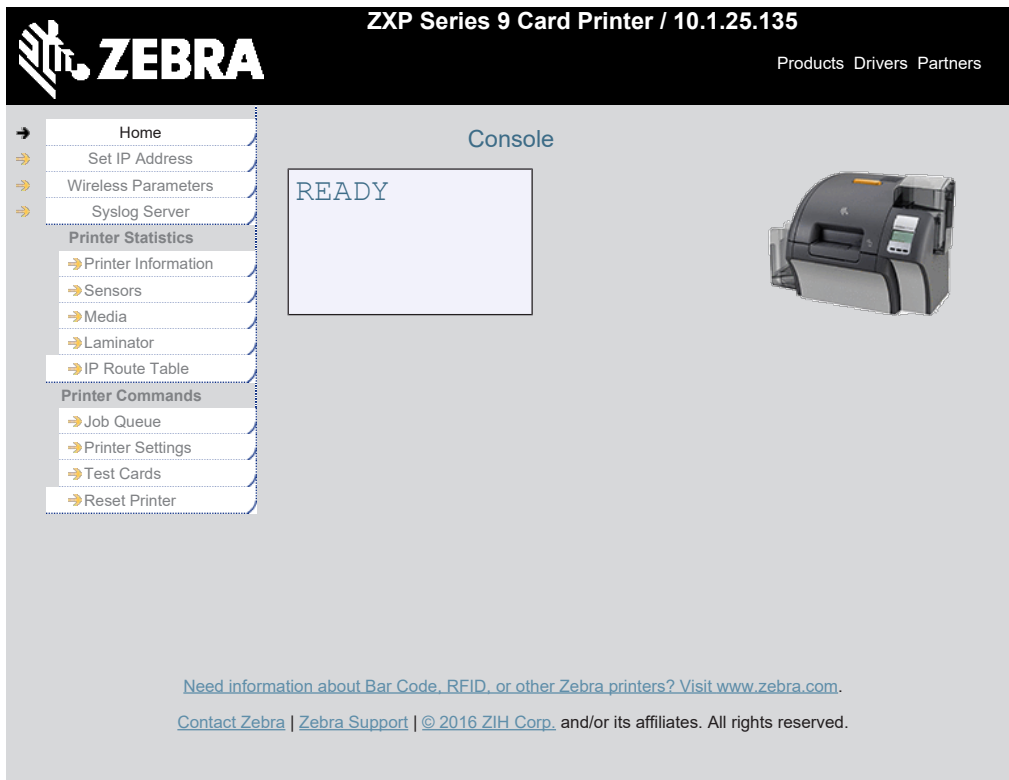 ZXP Series 9 Card Printer / 10.1.25.135
ZEBRA
Products Drivers Partners
Home
Set IP Address
Wireless Parameters
Syslog Server
Printer Statistics
Printer Information
Sensors
Media
Laminator
IP Route Table
Printer Commands
Job Queue
Printer Settings
Test Cards
Reset Printer
Console
READY
Need information about Bar Code, RFID, or other Zebra printers? Visit www.zebra.com.
Contact Zebra | Zebra Support | © 2016 ZIH Corp. and/or its affiliates. All rights reserved.